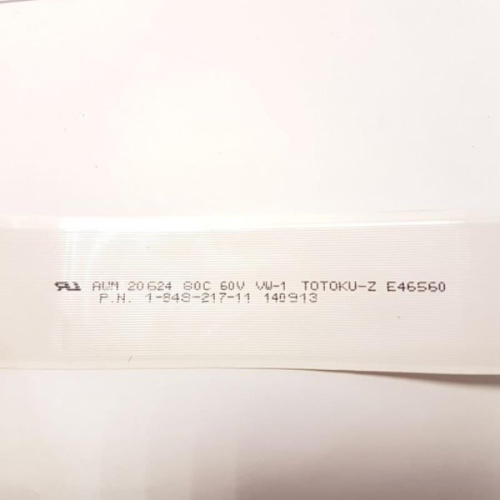 AWM 20624 80C 60V VW-1 TOTOKU-Z E46560
P.N. 1-848-217-11 140913